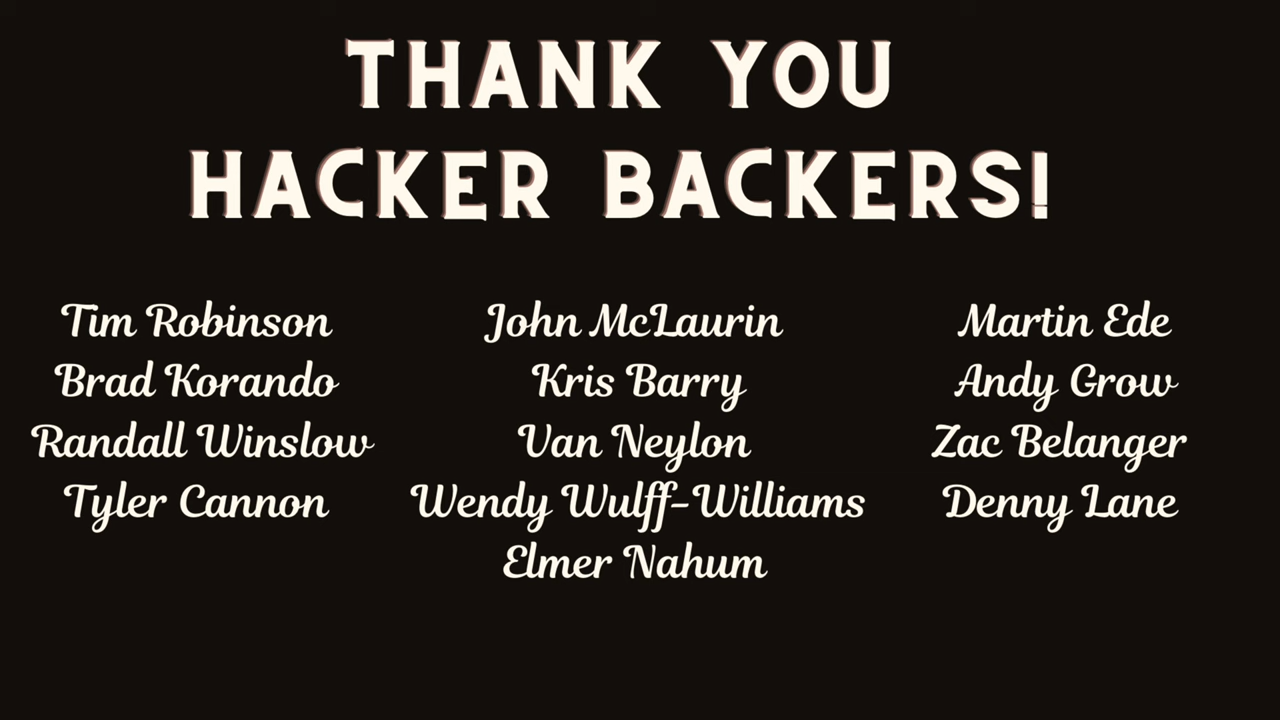 THANK YOU
HACKER BACKERS!
Tim Robinson
Brad Korando
Randall Winslow
Tyler Cannon
John McLaurin
Kris Barry
Van Neylon
Wendy Wulff-Williams
Elmer Nahum
Martin Ede
Andy Grow
Zac Belanger
Denny Lane